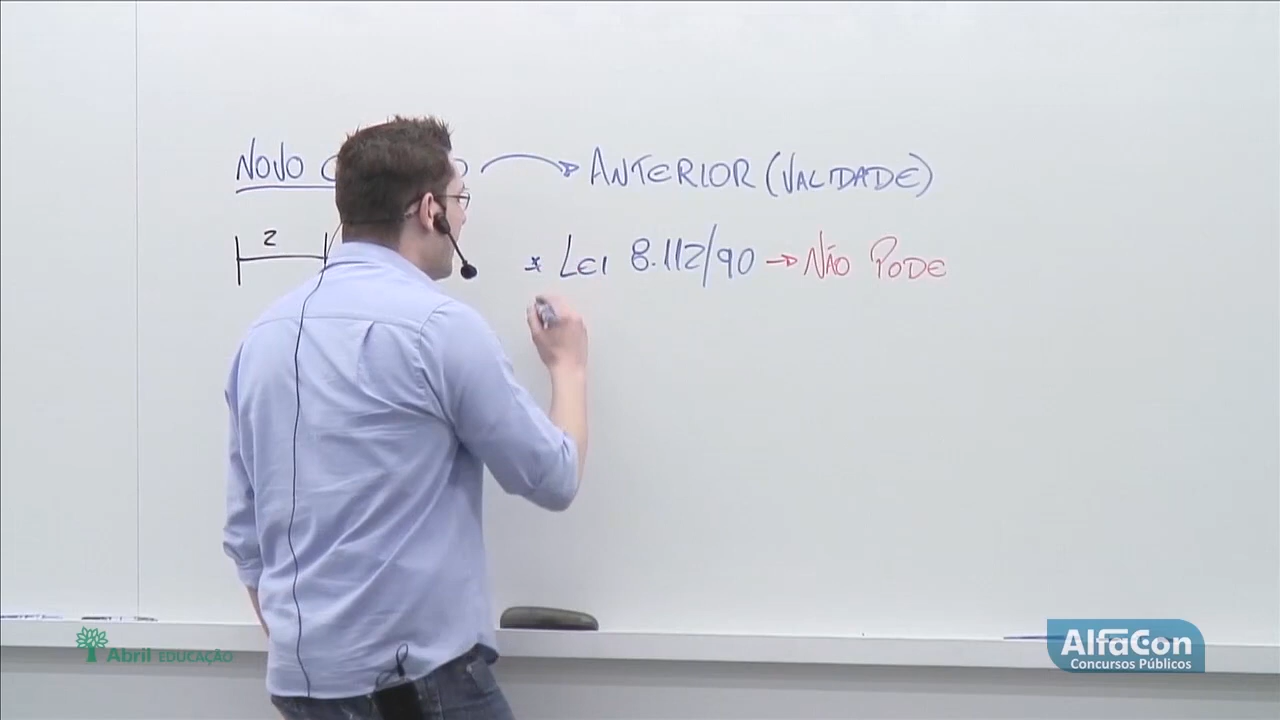 NOVO → ANTERIOR (VALIDADE)
2
* LEI 8.112/90 → NÃO PODE
Abril EDUCAÇÃO
AlfaCon
Concursos Públicos